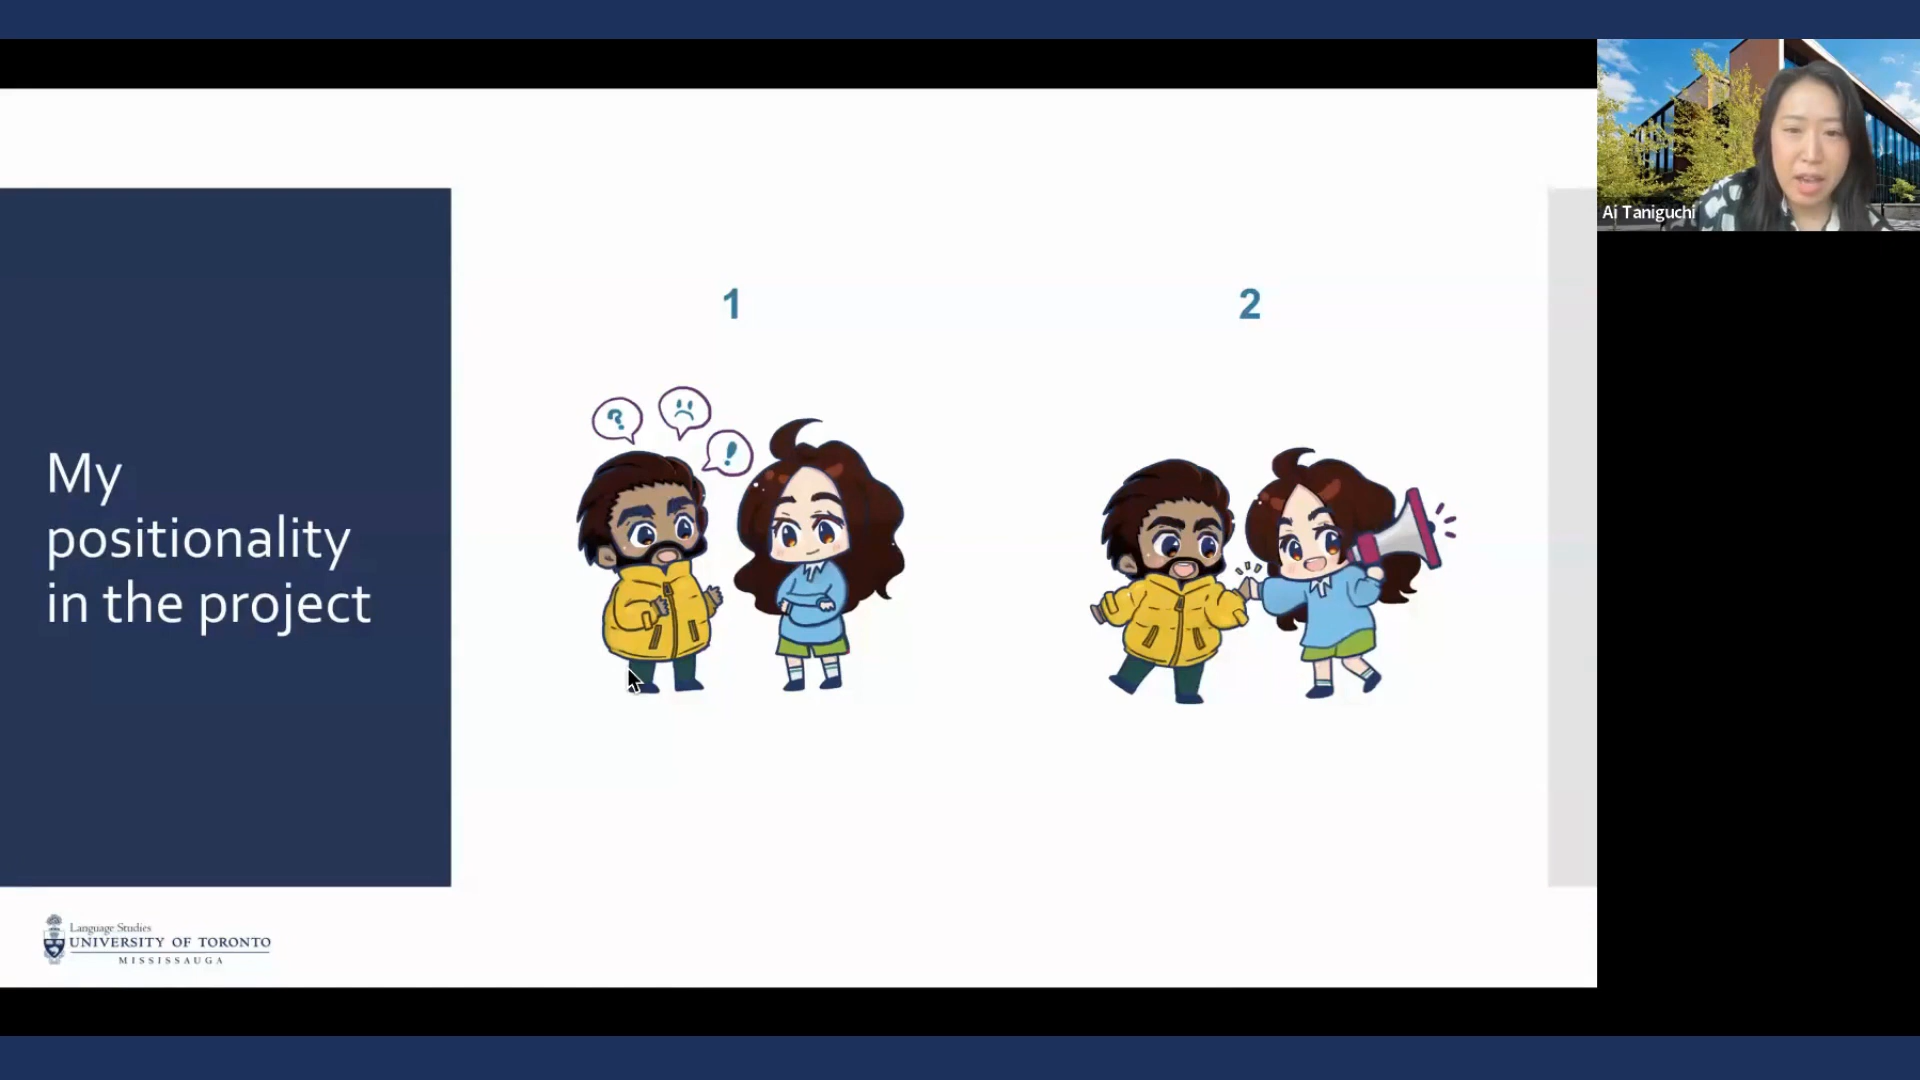 Ai Taniguchi
1
2
?
!
My
positionality
in the project
Language Studies
UNIVERSITY OF TORONTO
MISSISSAUGA